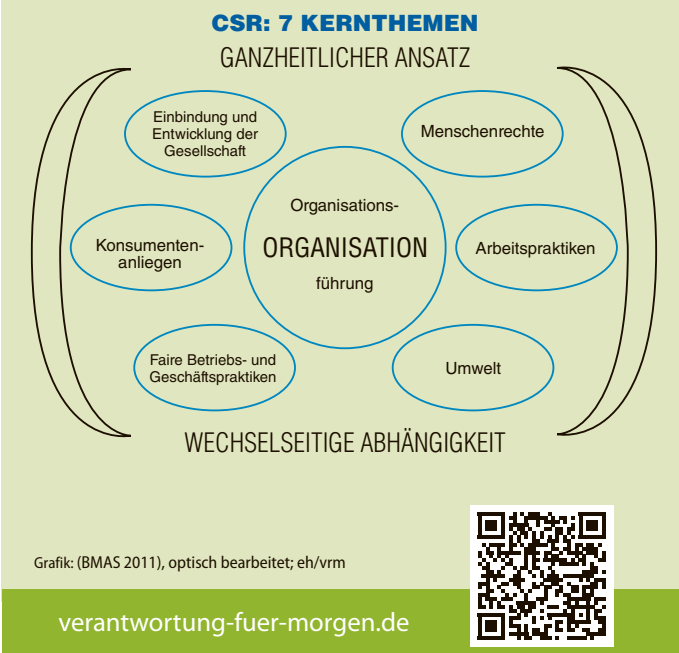 CSR: 7 KERNTHEMEN
GANZHEITLICHER ANSATZ
Einbindung und
Entwicklung der
Gesellschaft
Menschenrechte
Organisations-
ORGANISATION
führung
Konsumenten-
anliegen
Arbeitspraktiken
Faire Betriebs- und
Geschäftspraktiken
Umwelt
WECHSELSEITIGE ABHÄNGIGKEIT
Grafik: (BMAS 2011), optisch bearbeitet; eh/vrm
verantwortung-fuer-morgen.de